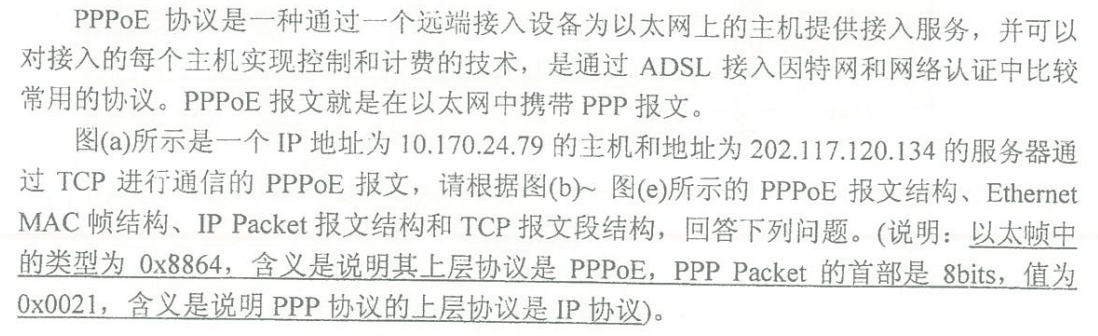 PPPoE 协议是一种通过一个远端接入设备为以太网上的主机提供接入服务，并可以
对接入的每个主机实现控制和计费的技术，是通过 ADSL 接入因特网和网络认证中比较
常用的协议。PPPoE 报文就是在以太网中携带 PPP 报文。
图(a)所示是一个 IP 地址为 10.170.24.79 的主机和地址为 202.117.120.134 的服务器通
过 TCP 进行通信的 PPPoE 报文，请根据图(b)~ 图(e)所示的 PPPoE 报文结构、Ethernet
MAC 帧结构、IP Packet 报文结构和 TCP 报文段结构，回答下列问题。(说明：以太帧中
的类型为 0x8864，含义是说明其上层协议是 PPPoE，PPP Packet 的首部是 8bits，值为
0x0021，含义是说明 PPP 协议的上层协议是 IP 协议)。